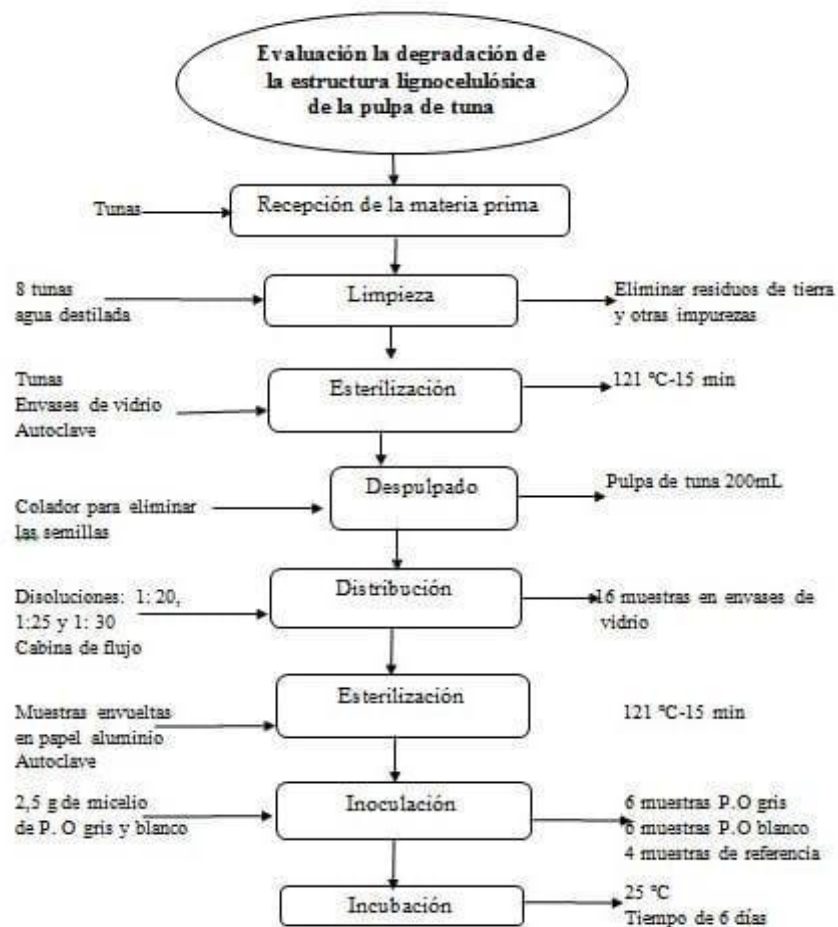 Evaluación la degradación de
la estructura lignocelulósica
de la pulpa de tuna
Tunas
Recepción de la materia prima
8 tunas
agua destilada
Limpieza
Eliminar residuos de tierra
y otras impurezas
Tunas
Envases de vidrio
Autoclave
Esterilización
121 °C-15 min
Colador para eliminar
las semillas
Despulpado
Pulpa de tuna 200mL
Disoluciones: 1: 20,
1:25 y 1: 30
Cabina de flujo
Distribución
16 muestras en envases de
vidrio
Muestras envueltas
en papel aluminio
Autoclave
Esterilización
121 °C-15 min
2,5 g de micelio
de P. O gris y blanco
Inoculación
6 muestras P.O gris
6 muestras P.O blanco
4 muestras de referencia
Incubación
25 °C
Tiempo de 6 días